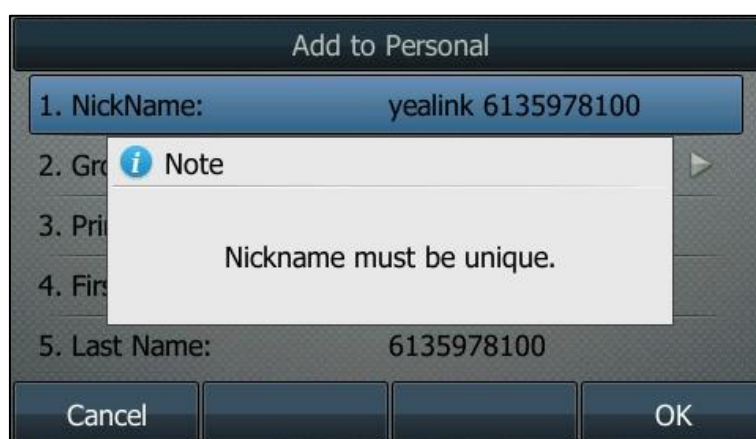 Add to Personal
1. NickName: yealink 6135978100
2. Gro
Note
3. Pri
Nickname must be unique.
4. Firs
5. Last Name: 6135978100
Cancel OK